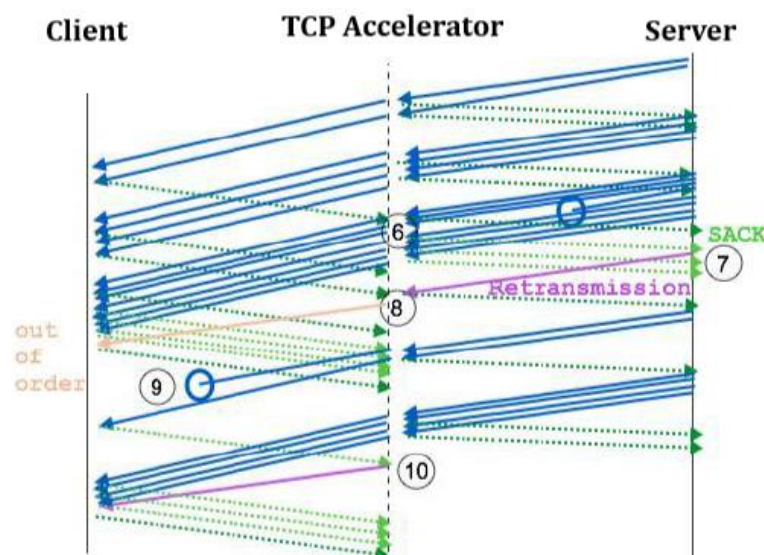 Client
TCP Accelerator
Server
6
SACK
7
Retransmission
8
out
of
order
9
10